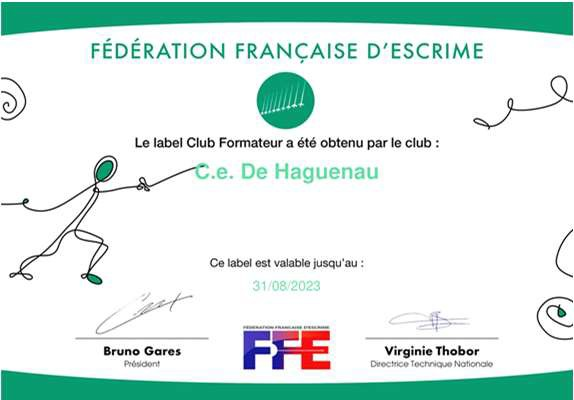 FÉDÉRATION FRANÇAISE D'ESCRIME
Le label Club Formateur a été obtenu par le club :
C.e. De Haguenau
Ce label est valable jusqu'au :
31/08/2023
FÉDÉRATION FRANÇAISE D'ESCRIME
FFE
Bruno Gares
Président
Virginie Thobor
Directrice Technique Nationale